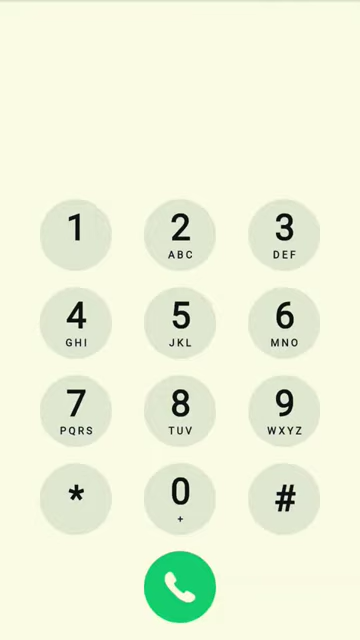 1 2 3
ABC DEF
4 5 6
GHI JKL MNO
7 8 9
PQRS TUV WXYZ
* 0 #
+